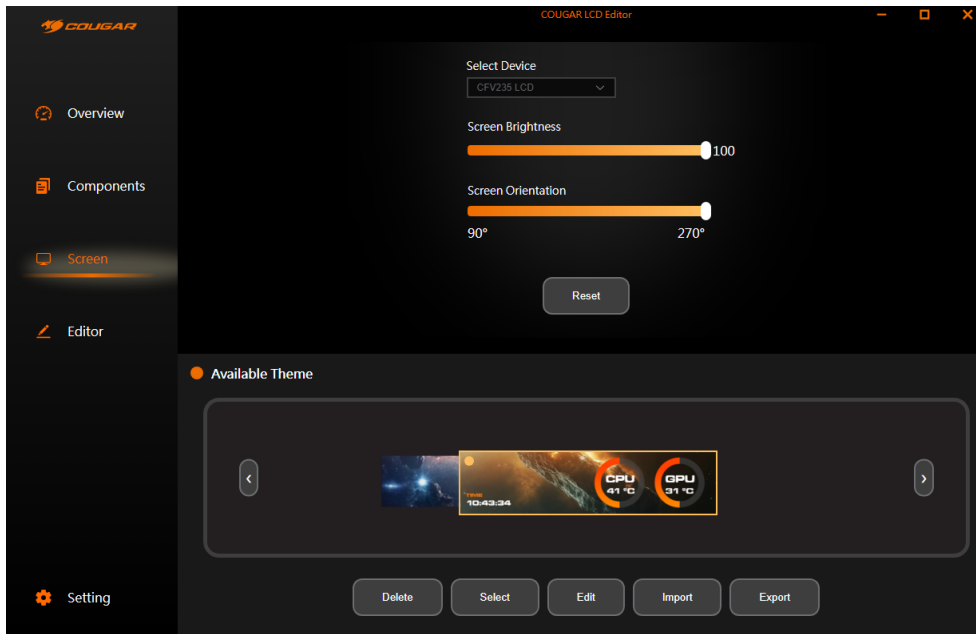 COUGAR
COUGAR LCD Editor
Overview
Components
Screen
Editor
Setting
Select Device
CFV235 LCD
Screen Brightness
100
Screen Orientation
90° 270°
Reset
Available Theme
TIME
10:43:34
CPU
41 °C
GPU
31 °C
Delete Select Edit Import Export